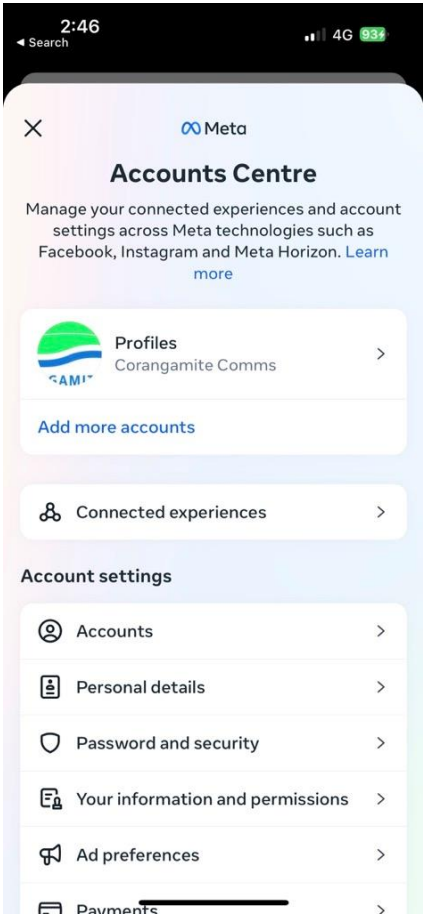 2:46
Search
4G 93
Meta
Accounts Centre
Manage your connected experiences and account
settings across Meta technologies such as
Facebook, Instagram and Meta Horizon. Learn
more
Profiles
Corangamite Comms
GAMIT
Add more accounts
Connected experiences
Account settings
Accounts
Personal details
Password and security
Your information and permissions
Ad preferences
Payments